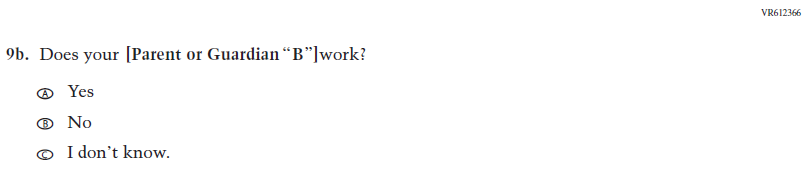 VR612366
9b. Does your [Parent or Guardian “B”]work?
Ⓐ Yes
Ⓑ No
Ⓒ I don’t know.